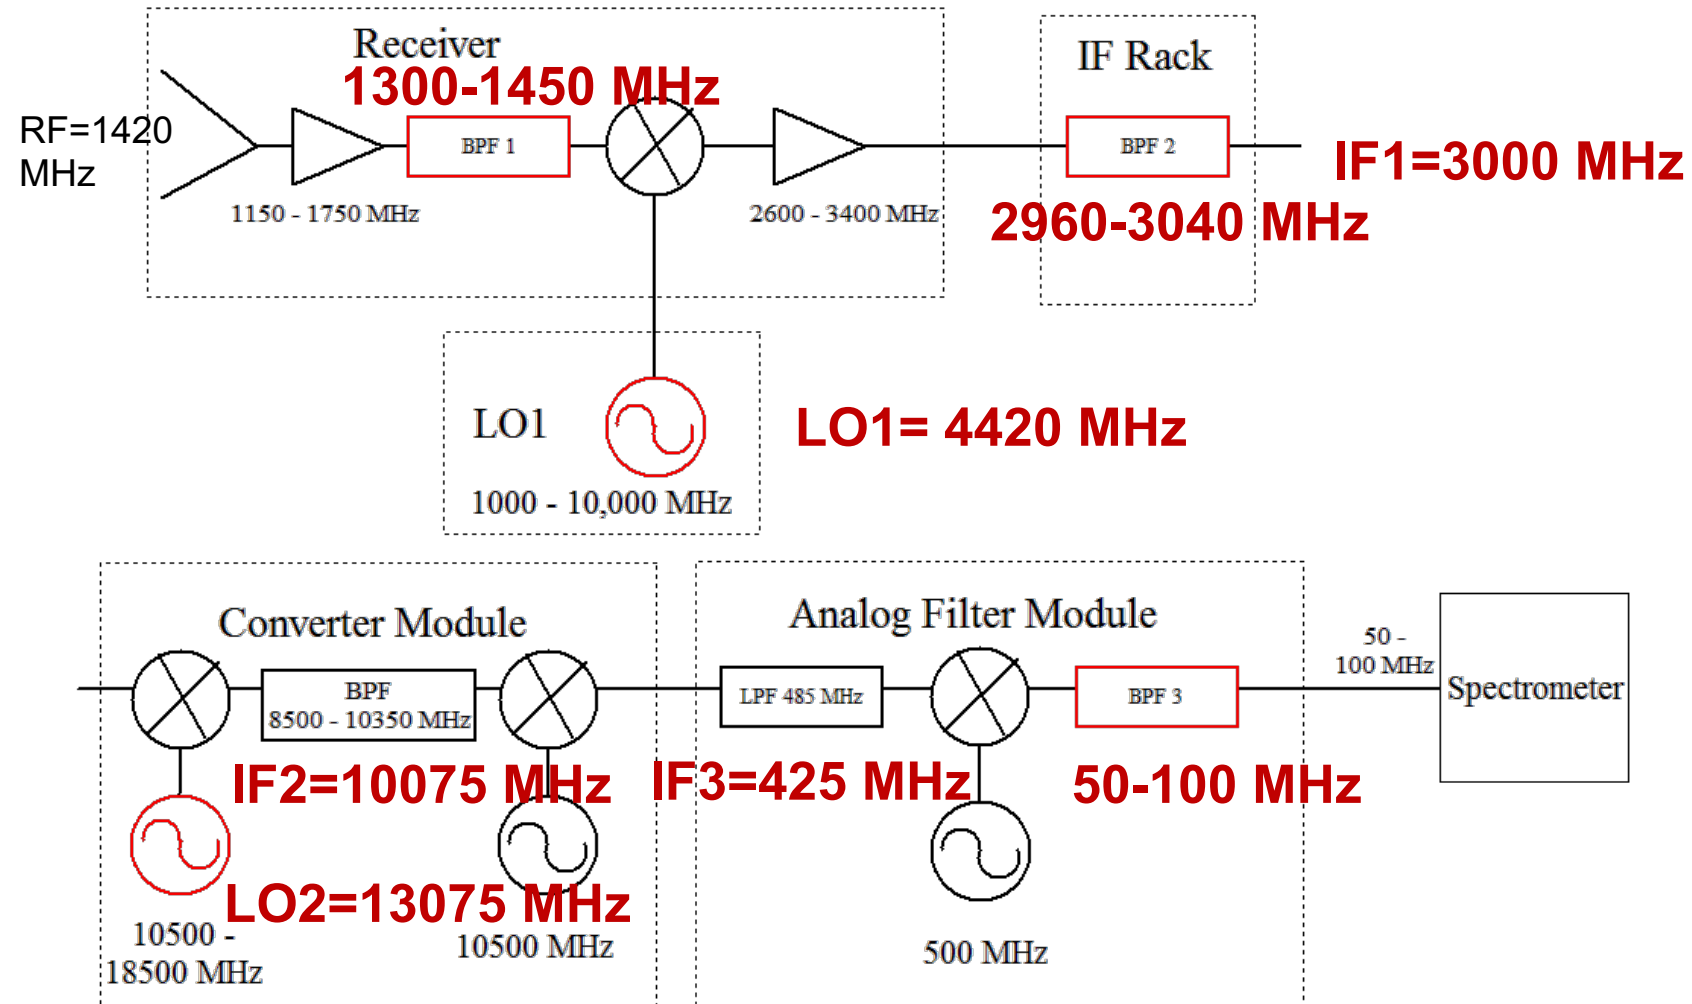 Receiver
1300-1450 MHz
IF Rack
RF=1420
MHz
BPF 1
BPF 2
IF1=3000 MHz
1150 - 1750 MHz
2600 - 3400 MHz
2960-3040 MHz
LO1
LO1= 4420 MHz
1000 - 10,000 MHz
Converter Module
Analog Filter Module
50 -
100 MHz
BPF
8500 - 10350 MHz
LPF 485 MHz
BPF 3
Spectrometer
IF2=10075 MHz
IF3=425 MHz
50-100 MHz
LO2=13075 MHz
10500 -
18500 MHz
10500 MHz
500 MHz